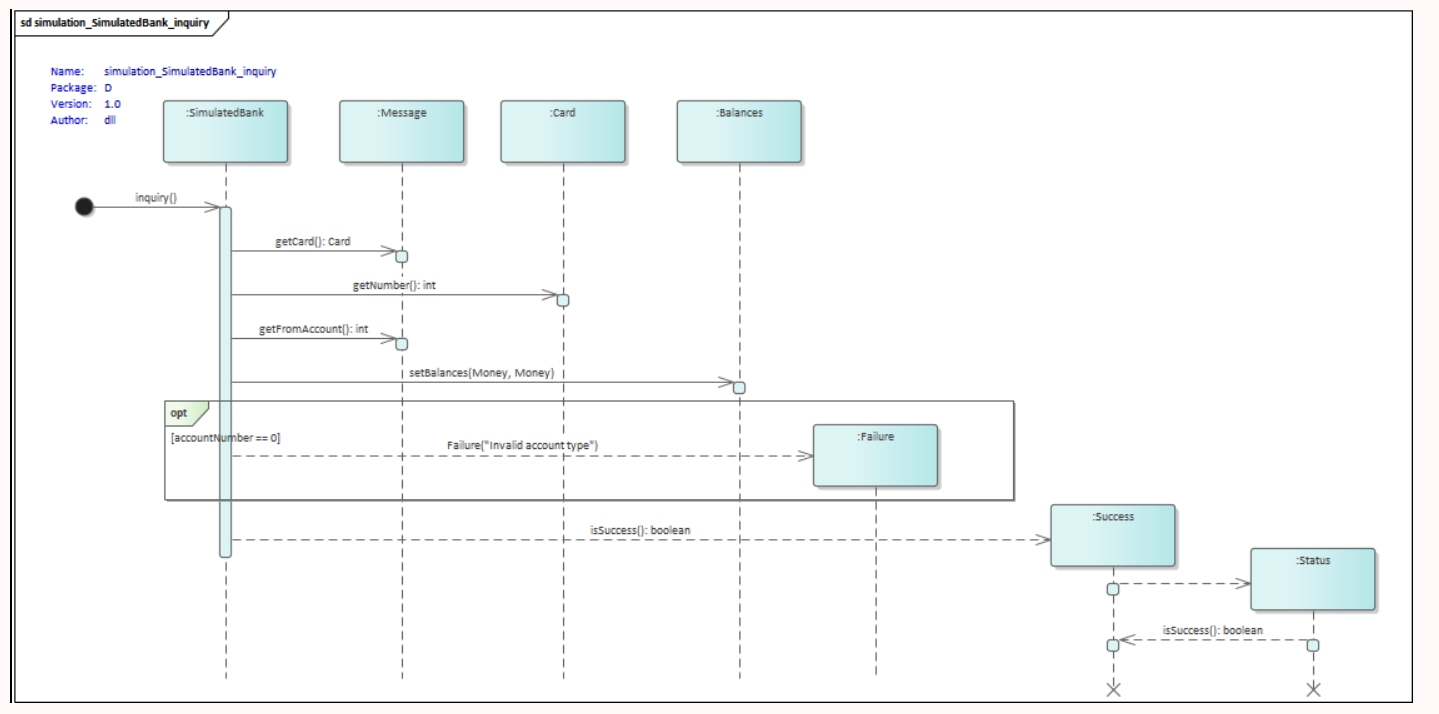 sd simulation_SimulatedBank_inquiry
Name: simulation_SimulatedBank_inquiry
Package: D
Version: 1.0
Author: dll
:SimulatedBank
:Message
:Card
:Balances
inquiry()
getCard(): Card
getNumber(): int
getFromAccount(): int
setBalances(Money, Money)
opt
[accountNumber == 0]
Failure("Invalid account type")
:Failure
isSuccess(): boolean
:Success
:Status
isSuccess(): boolean